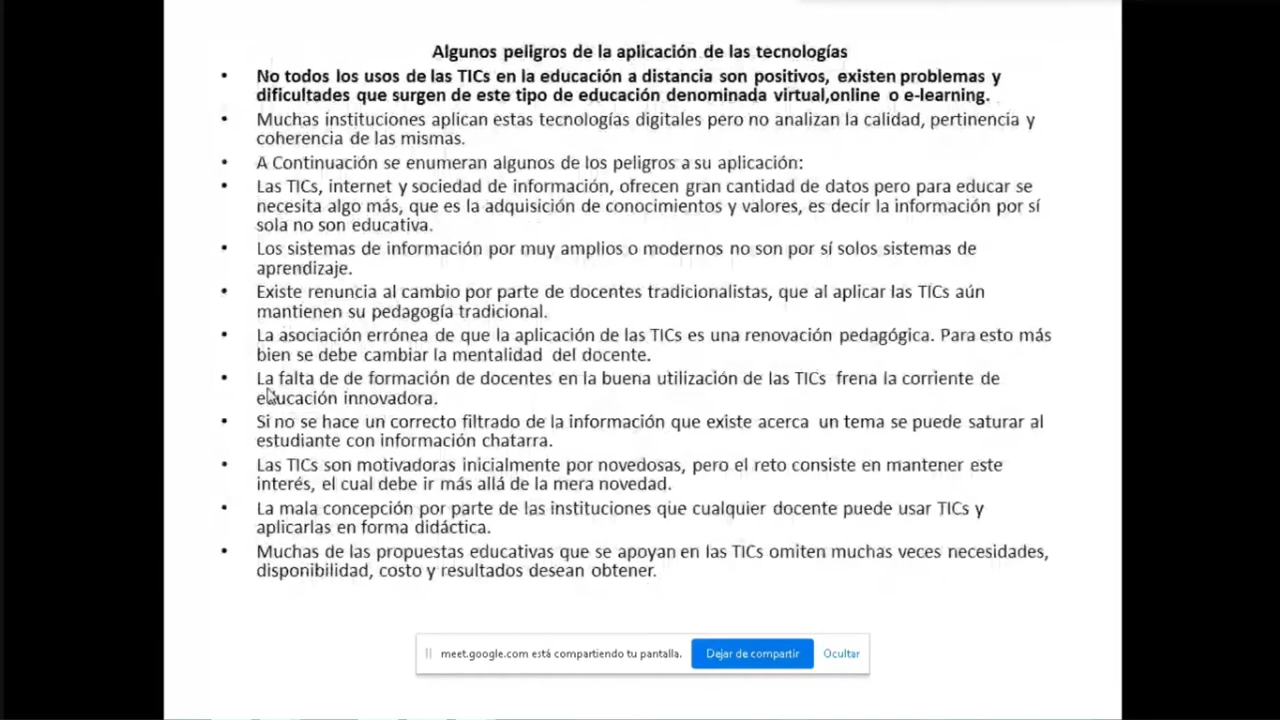 Algunos peligros de la aplicación de las tecnologías
• No todos los usos de las TICs en la educación a distancia son positivos, existen problemas y
dificultades que surgen de este tipo de educación denominada virtual,online o e-learning.
• Muchas instituciones aplican estas tecnologías digitales pero no analizan la calidad, pertinencia y
coherencia de las mismas.
• A Continuación se enumeran algunos de los peligros a su aplicación:
• Las TICs, internet y sociedad de información, ofrecen gran cantidad de datos pero para educar se
necesita algo más, que es la adquisición de conocimientos y valores, es decir la información por sí
sola no son educativa.
• Los sistemas de información por muy amplios o modernos no son por sí solos sistemas de
aprendizaje.
• Existe renuncia al cambio por parte de docentes tradicionalistas, que al aplicar las TICs aún
mantienen su pedagogía tradicional.
• La asociación errónea de que la aplicación de las TICs es una renovación pedagógica. Para esto más
bien se debe cambiar la mentalidad del docente.
• La falta de de formación de docentes en la buena utilización de las TICs frena la corriente de
educación innovadora.
• Si no se hace un correcto filtrado de la información que existe acerca un tema se puede saturar al
estudiante con información chatarra.
• Las TICs son motivadoras inicialmente por novedosas, pero el reto consiste en mantener este
interés, el cual debe ir más allá de la mera novedad.
• La mala concepción por parte de las instituciones que cualquier docente puede usar TICs y
aplicarlas en forma didáctica.
• Muchas de las propuestas educativas que se apoyan en las TICs omiten muchas veces necesidades,
disponibilidad, costo y resultados desean obtener.
meet.google.com está compartiendo tu pantalla. Dejar de compartir Ocultar